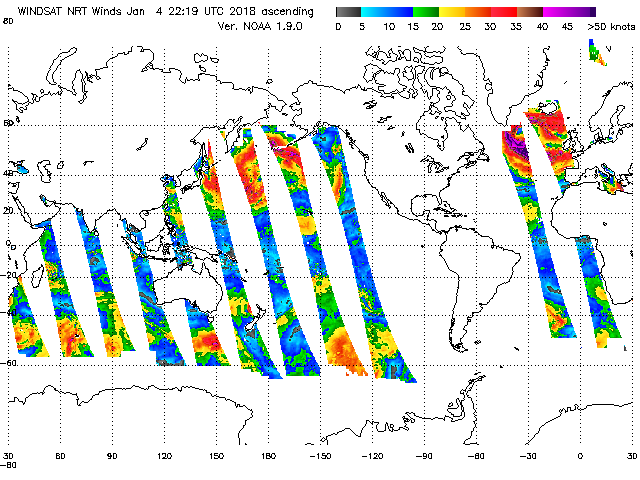 WINDSAT NRT Winds Jan 4 22:19 UTC 2018 ascending
Ver. NOAA 1.9.0
0 5 10 15 20 25 30 35 40 45 >50 knots
80
60
40
20
0
−20
−40
−60
−80
30 60 90 120 150 180 −150 −120 −90 −60 −30 0 30